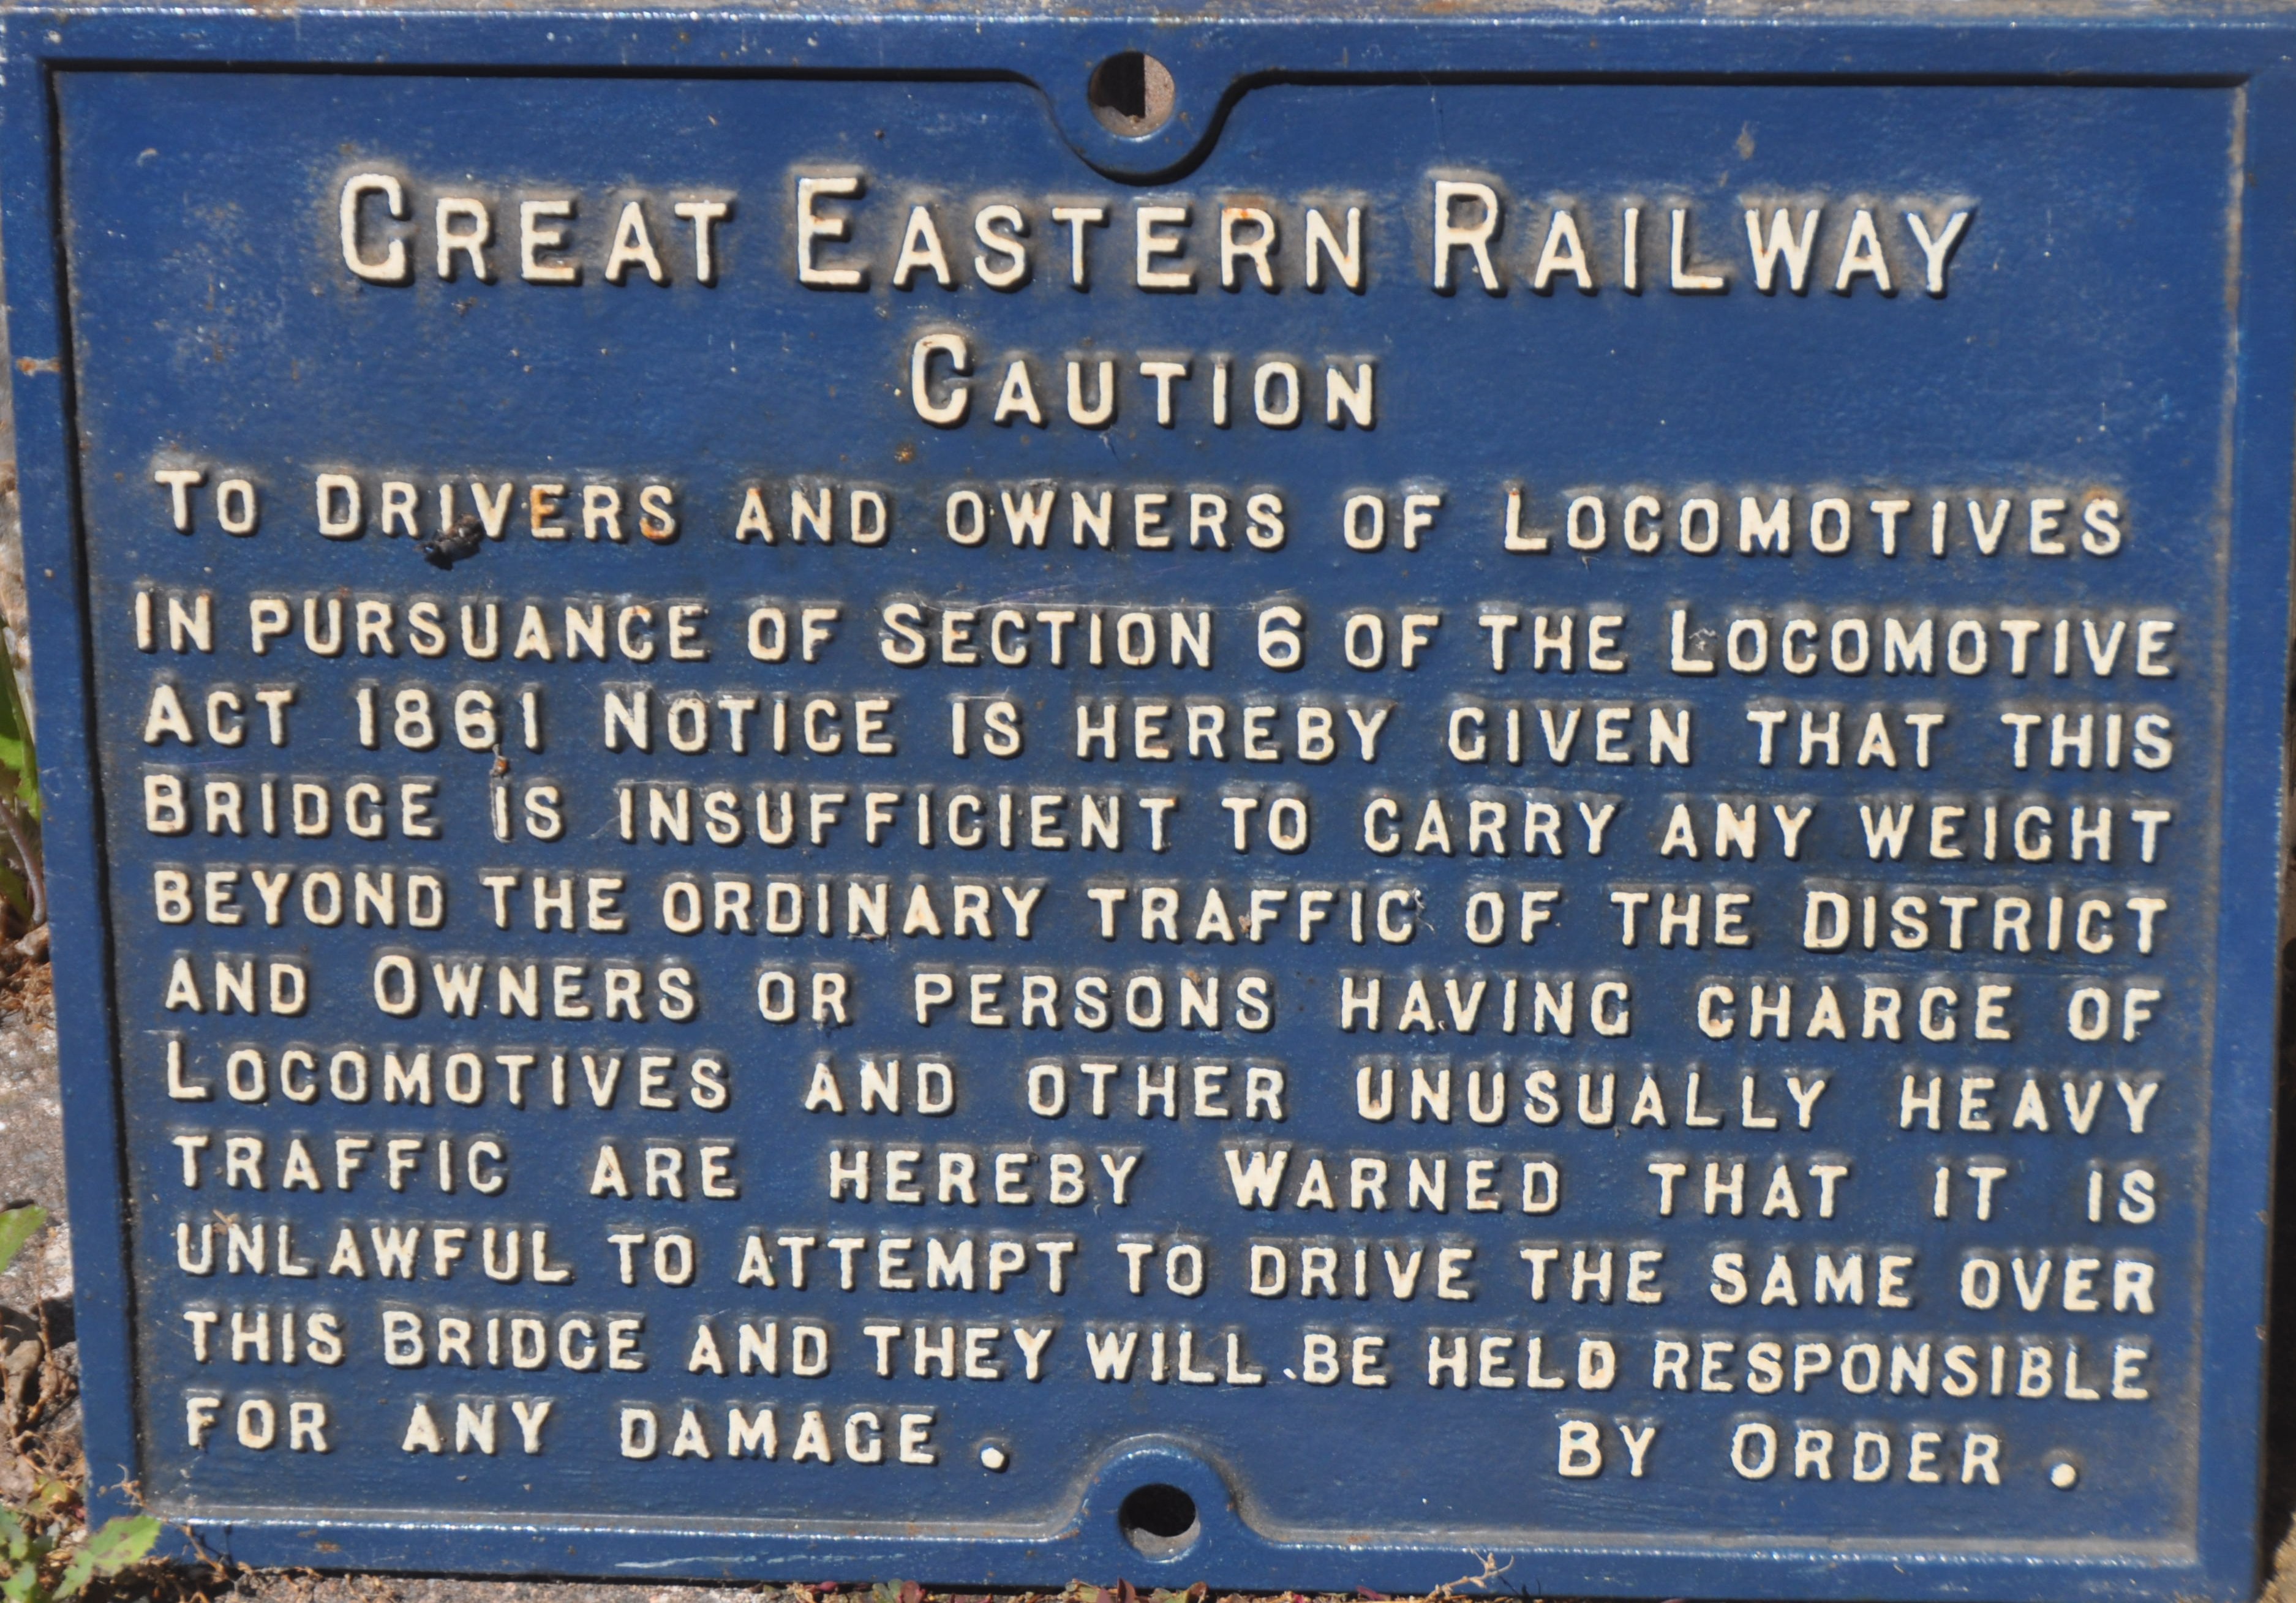 GREAT EASTERN RAILWAY
CAUTION
TO DRIVERS AND OWNERS OF LOCOMOTIVES
IN PURSUANCE OF SECTION 6 OF THE LOCOMOTIVE
ACT 1861 NOTICE IS HEREBY GIVEN THAT THIS
BRIDGE IS INSUFFICIENT TO CARRY ANY WEIGHT
BEYOND THE ORDINARY TRAFFIC OF THE DISTRICT
AND OWNERS OR PERSONS HAVING CHARGE OF
LOCOMOTIVES AND OTHER UNUSUALLY HEAVY
TRAFFIC ARE HEREBY WARNED THAT IT IS
UNLAWFUL TO ATTEMPT TO DRIVE THE SAME OVER
THIS BRIDGE AND THEY WILL BE HELD RESPONSIBLE
FOR ANY DAMAGE. BY ORDER.